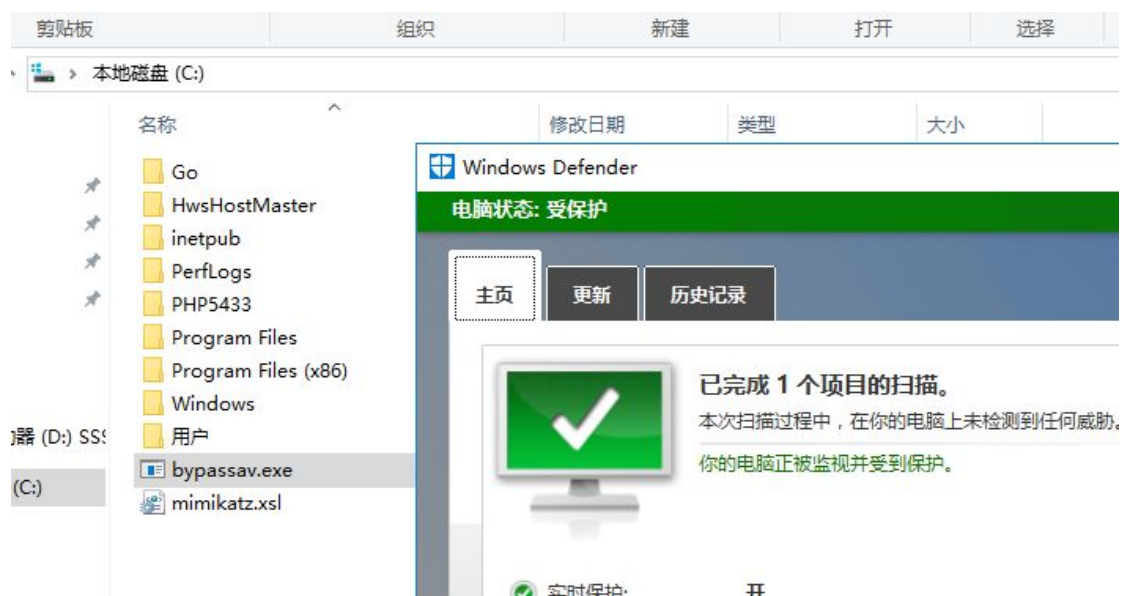 剪贴板 组织 新建 打开 选择
本地磁盘 (C:)
名称 修改日期 类型 大小
Go
HwsHostMaster
inetpub
PerfLogs
PHP5433
Program Files
Program Files (x86)
Windows
用户
bypassav.exe
mimikatz.xsl
(D:)
(C:)
Windows Defender
电脑状态: 受保护
主页 更新 历史记录
已完成 1 个项目的扫描。
本次扫描过程中，在你的电脑上未检测到任何威胁。
你的电脑正被监视并受到保护。
实时保护: 开